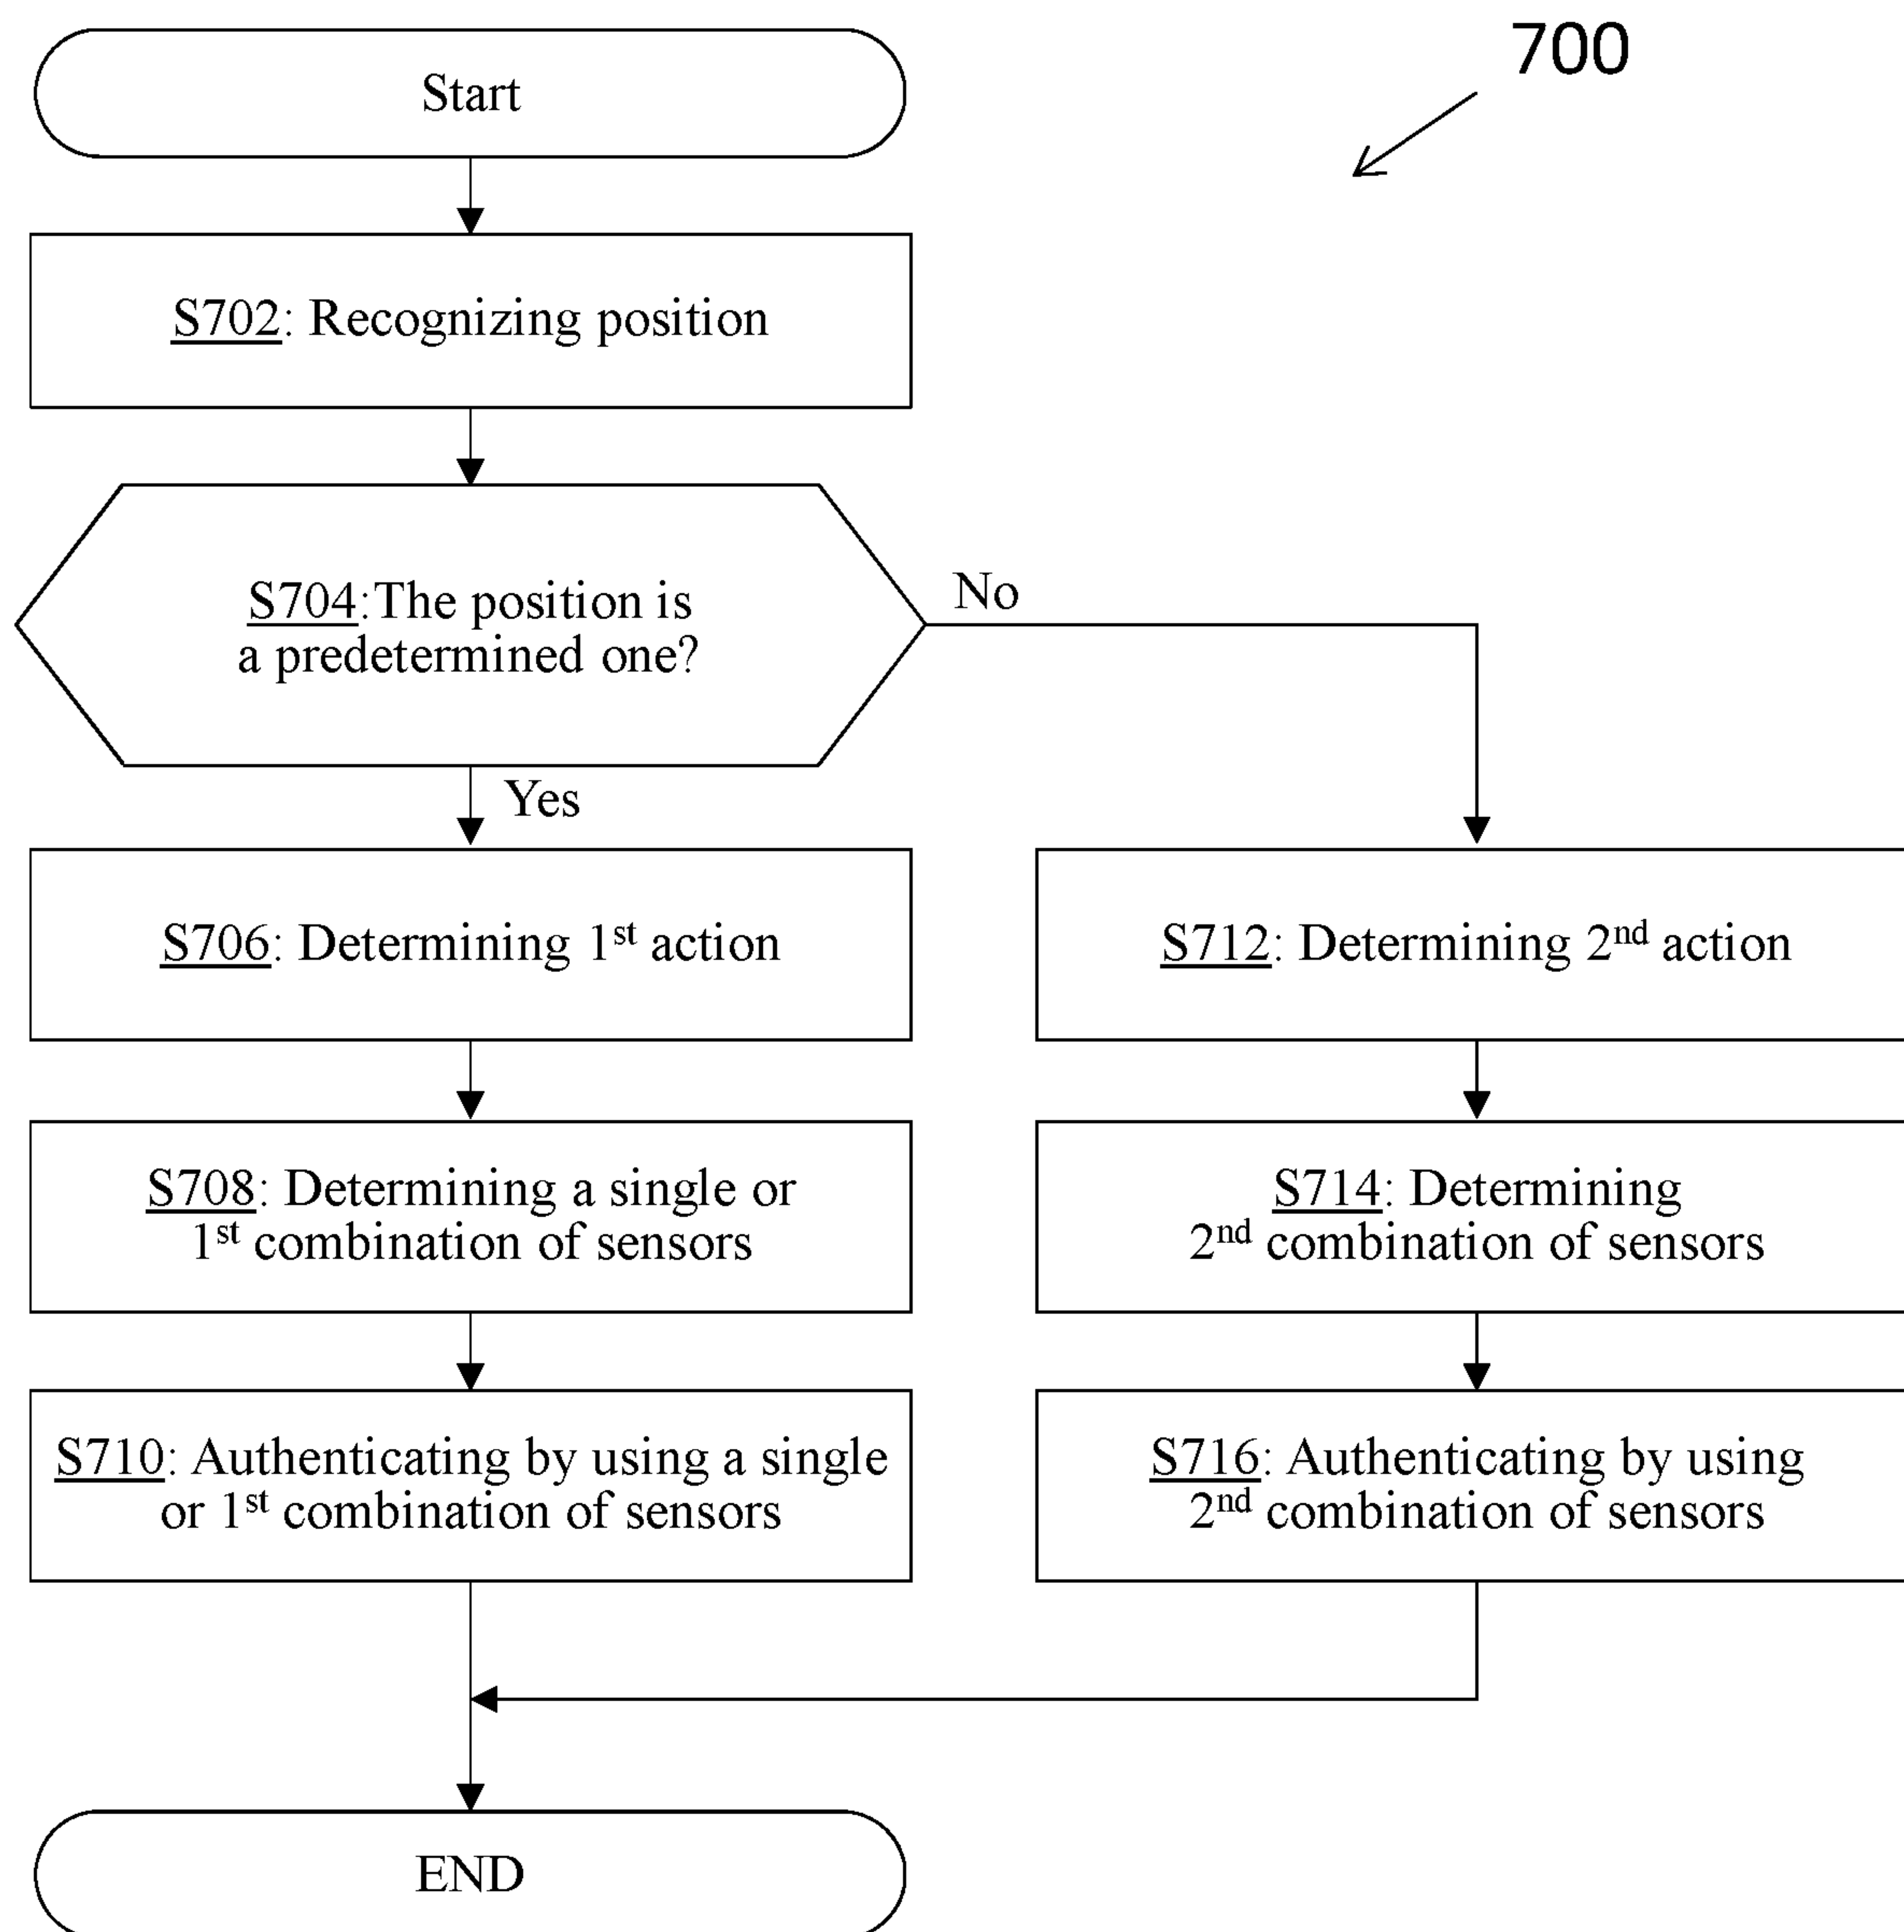 700
Start
S702: Recognizing position
S704:The position is
a predetermined one?
No
Yes
S706: Determining 1st action
S712: Determining 2nd action
S708: Determining a single or
1st combination of sensors
S714: Determining
2nd combination of sensors
S710: Authenticating by using a single
or 1st combination of sensors
S716: Authenticating by using
2nd combination of sensors
END